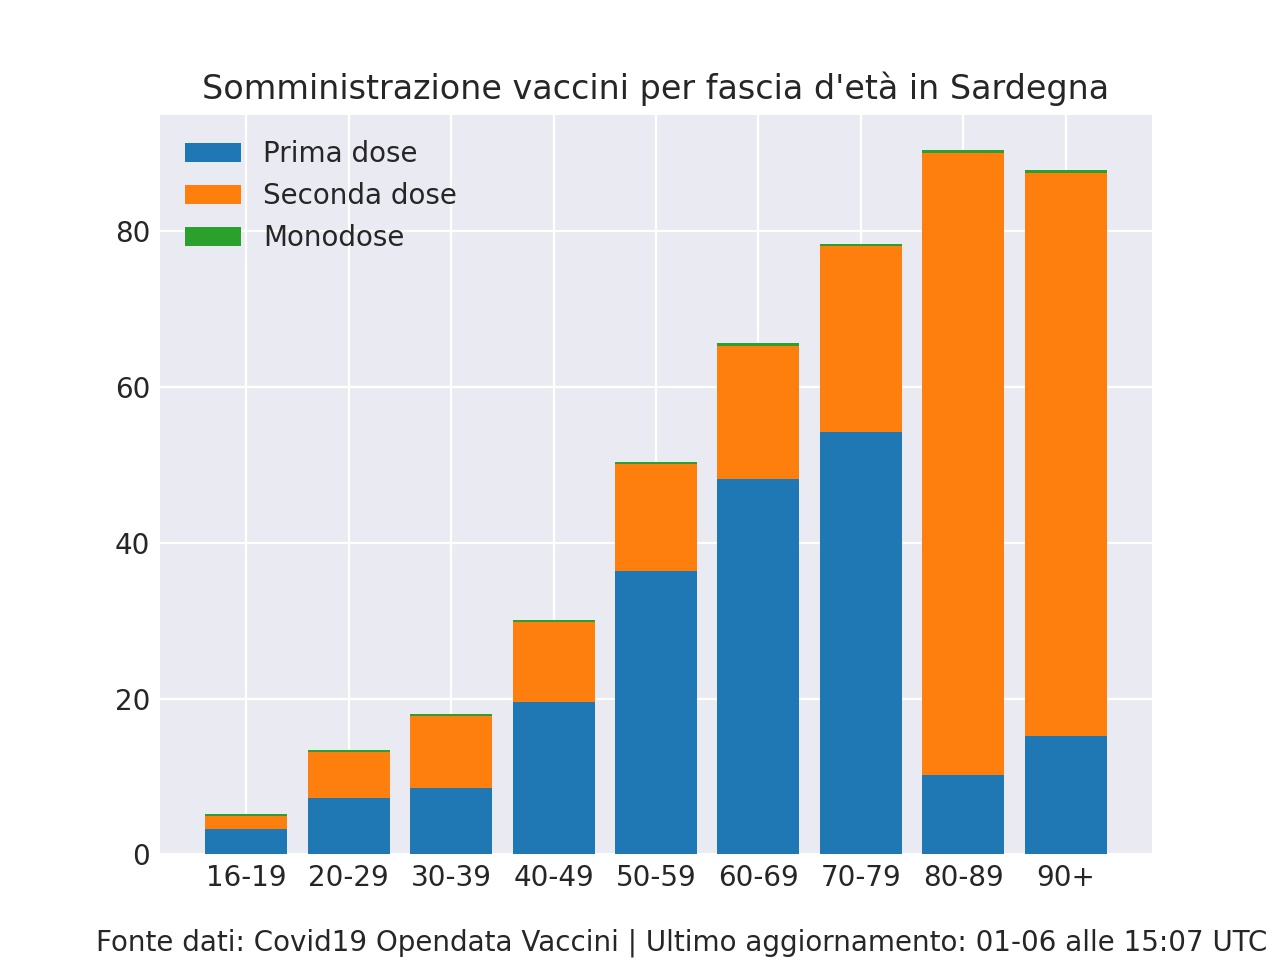 Somministrazione vaccini per fascia d'età in Sardegna
Prima dose
Seconda dose
Monodose
80
60
40
20
0
16-19 20-29 30-39 40-49 50-59 60-69 70-79 80-89 90+
Fonte dati: Covid19 Opendata Vaccini | Ultimo aggiornamento: 01-06 alle 15:07 UTC